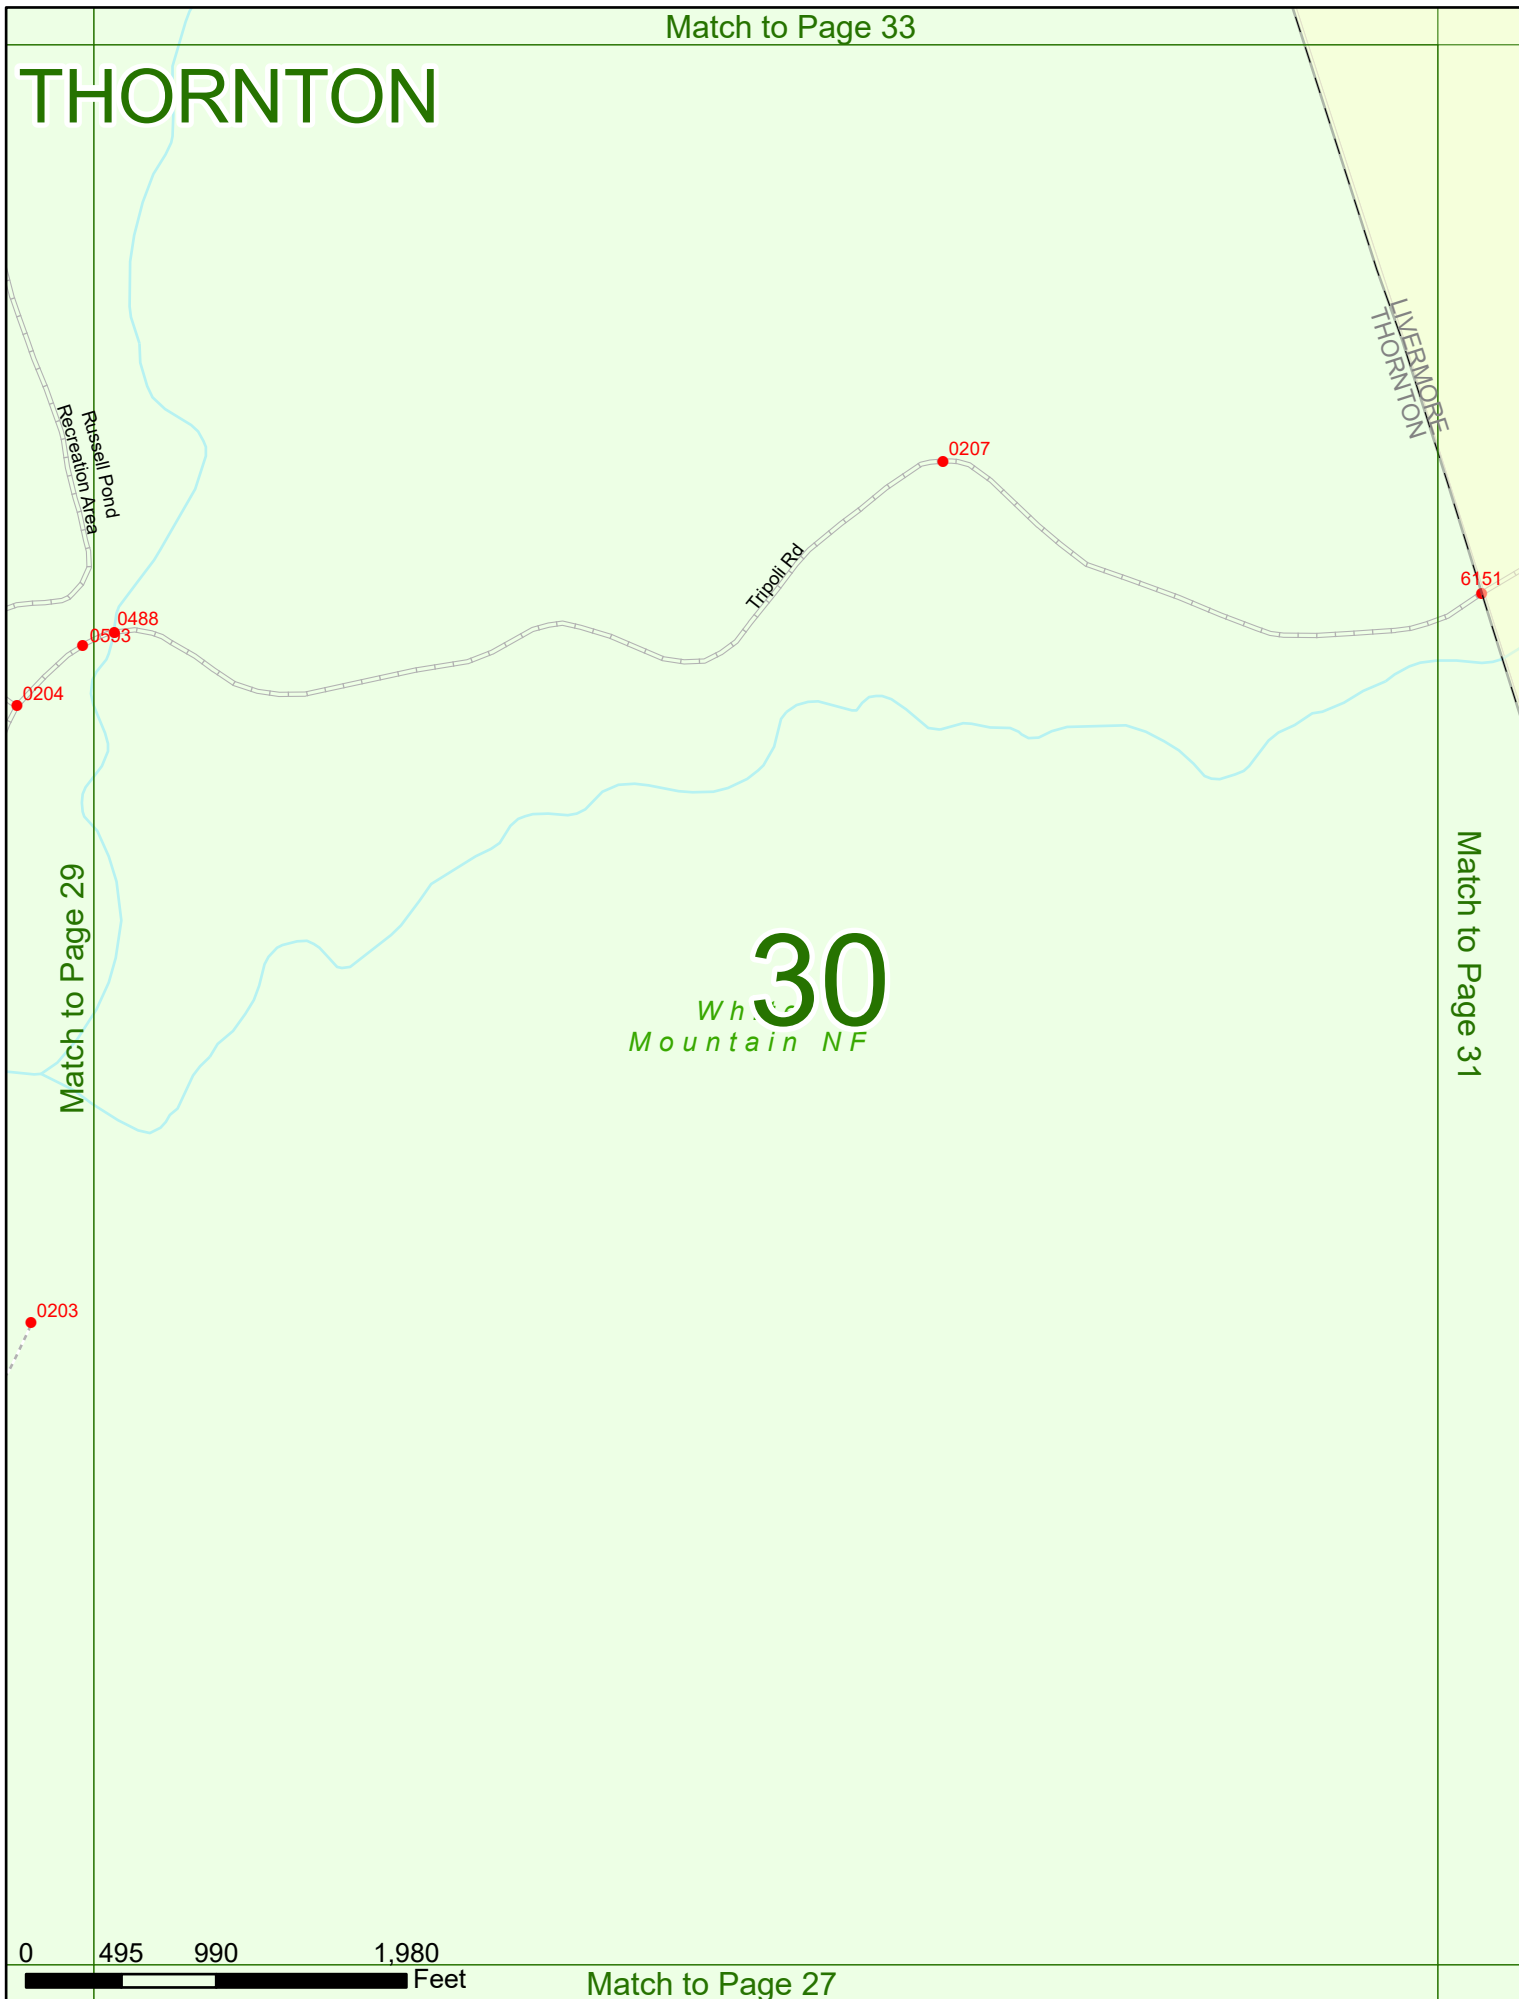 Match to Page 33
THORNTON
LIVERMORE
THORNTON
Russell Pond
Recreation Area
0207
Tripoli Rd
6151
0488
0593
0204
Match to Page 29
Match to Page 31
30
Mountain NF
0203
0 495 990 1,980
Feet
Match to Page 27